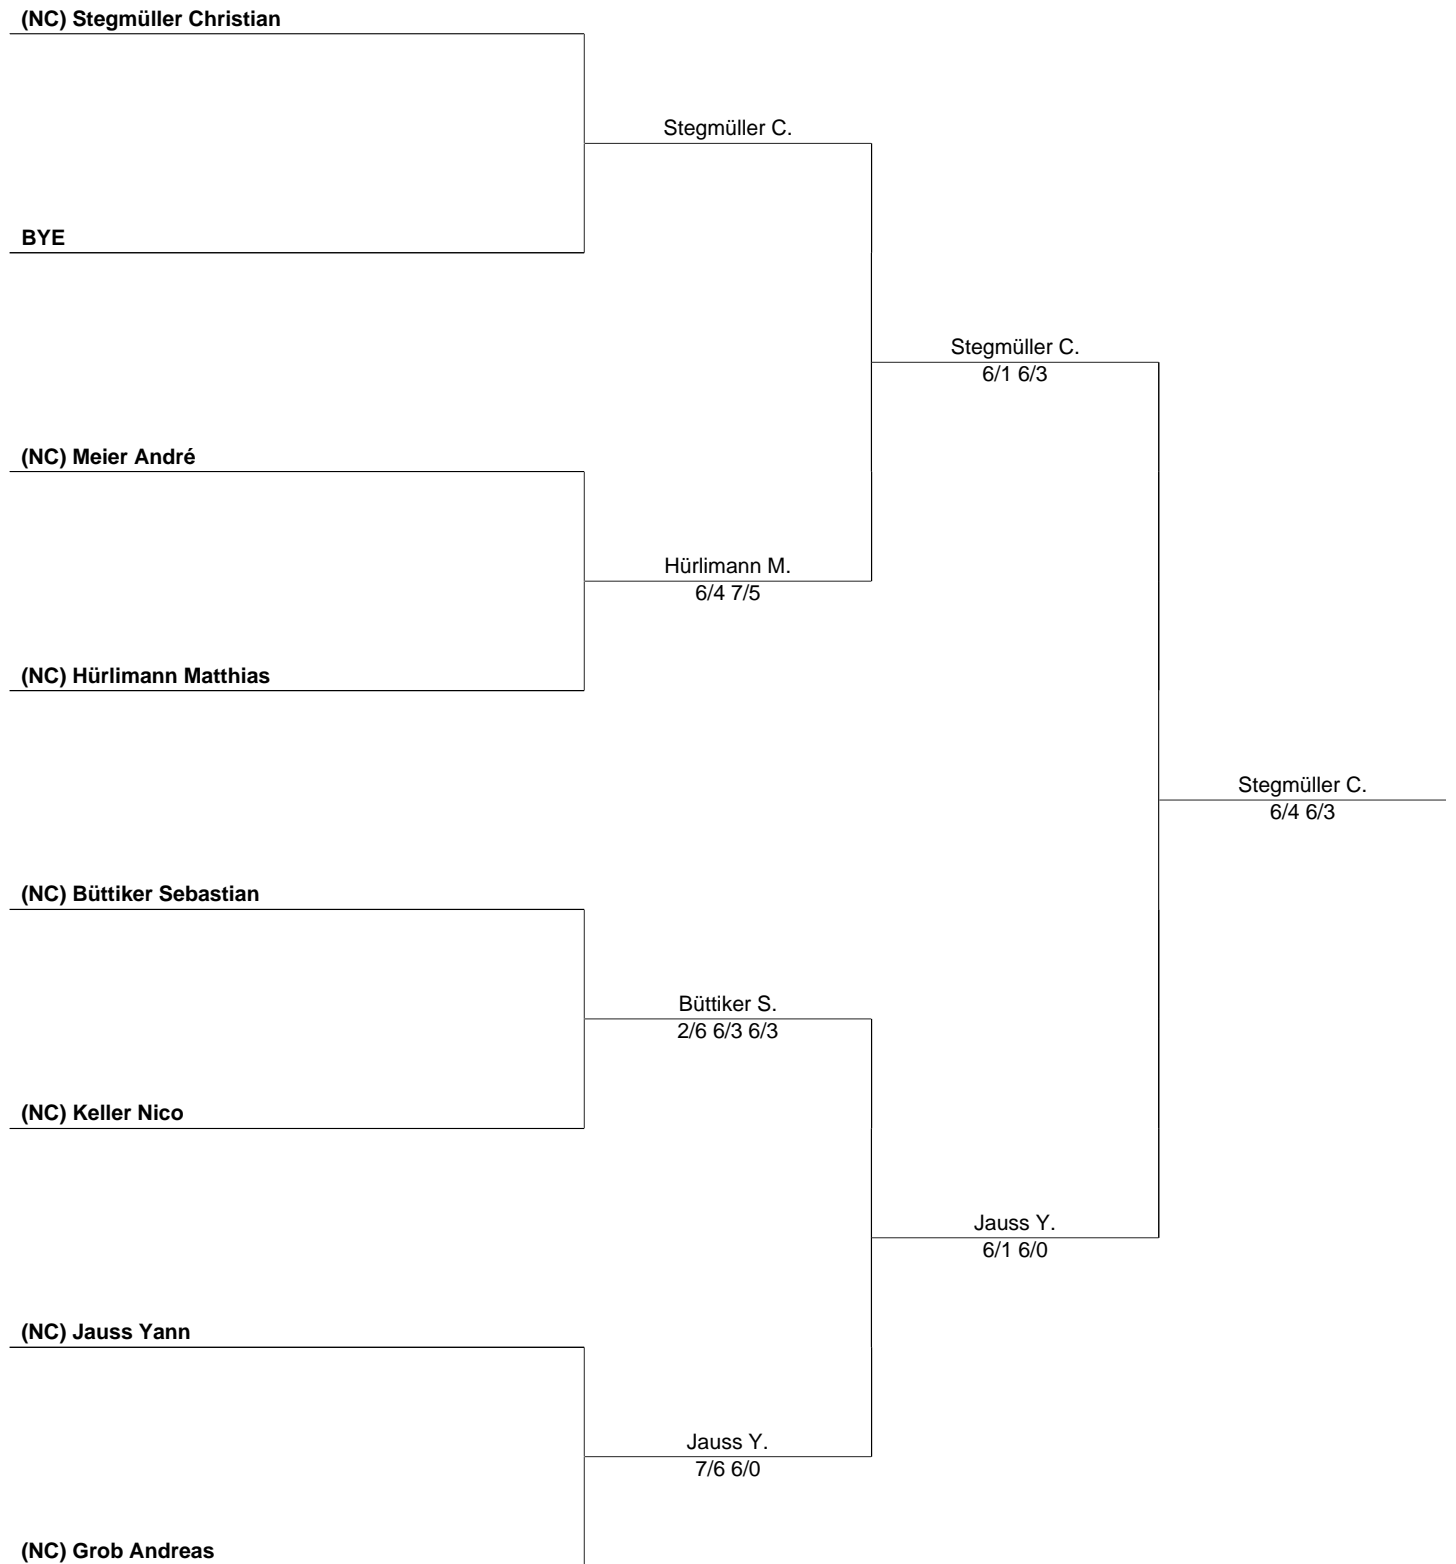 (NC) Stegmüller Christian
Stegmüller C.
BYE
Stegmüller C.
6/1 6/3
(NC) Meier André
Hürlimann M.
6/4 7/5
(NC) Hürlimann Matthias
Stegmüller C.
6/4 6/3
(NC) Büttiker Sebastian
Büttiker S.
2/6 6/3 6/3
(NC) Keller Nico
Jauss Y.
6/1 6/0
(NC) Jauss Yann
Jauss Y.
7/6 6/0
(NC) Grob Andreas